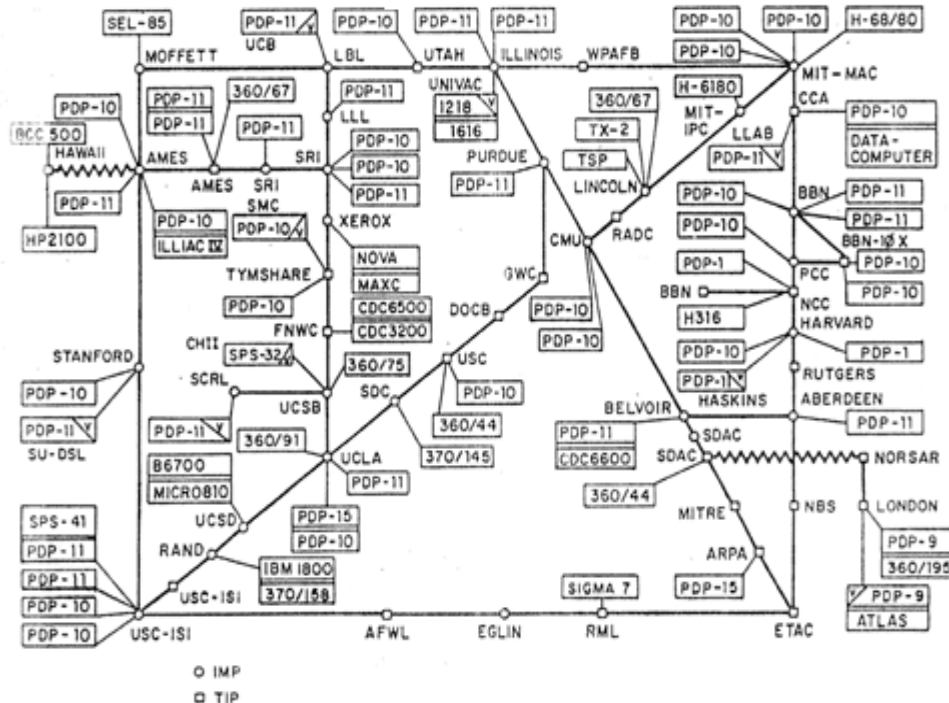 SEL-85
PDP-11
UCB
PDP-10
PDP-11
PDP-11
PDP-10
PDP-10
H-68/80
MOFFETT
LBL
UTAH
ILLINOIS
WPAFB
PDP-10
MIT-MAC
PDP-10
PDP-11
PDP-11
360/67
PDP-11
LLL
UNIVAC
1218
1616
360/67
TX-2
TSP
H-6180
MIT-
IPC
LLAB
PDP-11
CCA
PDP-10
DATA-
COMPUTER
BCC 500
HAWAII
PDP-11
SRI
PDP-10
PDP-10
PDP-11
PURDUE
PDP-11
LINCOLN
AMES
AMES
SRI
PDP-11
HP2100
PDP-10
ILLIAC IV
SMC
PDP-10
XEROX
CMU
RADC
PDP-10
BBN
PDP-11
PDP-11
PDP-10
BBN-10X
PDP-10
PCC
PDP-10
TYMSHARE
PDP-10
NOVA
MAXC
GWC
PDP-10
PDP-10
PDP-1
BBN
NCC
H316
CDC6500
CDC3200
FNWC
DOCB
HARVARD
PDP-10
PDP-1
PDP-11
HASKINS
RUTGERS
STANFORD
PDP-10
PDP-11
SU-DSL
CHII
SPS-32
360/75
SCRL
UCSB
PDP-11
SDC
USC
PDP-10
360/44
370/145
BELVOIR
ABERDEEN
PDP-11
PDP-11
CDC6600
SDAC
SDAC
360/44
NORSAR
360/91
UCLA
PDP-11
B6700
MICRO810
UCSD
PDP-15
PDP-10
MITRE
NBS
LONDON
PDP-9
360/195
SPS-41
PDP-11
PDP-11
PDP-10
PDP-10
RAND
IBM 1800
370/158
USC-ISI
ARPA
PDP-15
PDP-9
ATLAS
SIGMA 7
USC-ISI
AFWL
EGLIN
RML
ETAC
IMP
TIP